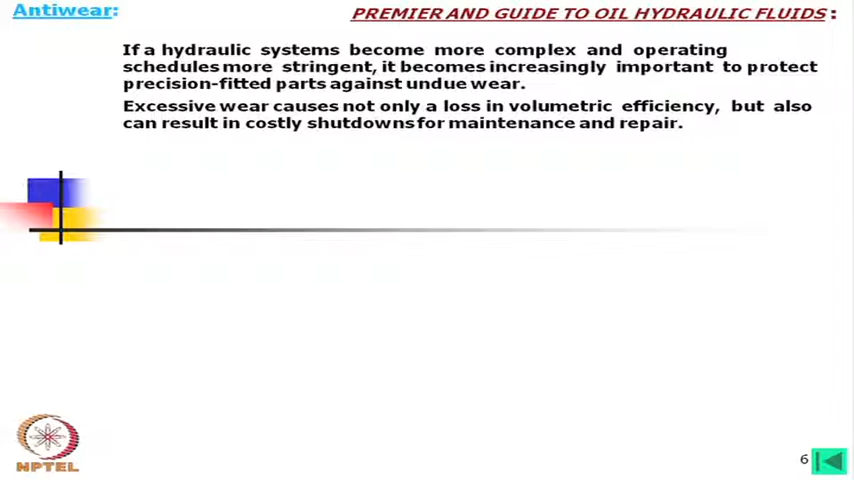 Antiwear:
PREMIER AND GUIDE TO OIL HYDRAULIC FLUIDS :
If a hydraulic systems become more complex and operating
schedules more stringent, it becomes increasingly important to protect
precision-fitted parts against undue wear.
Excessive wear causes not only a loss in volumetric efficiency, but also
can result in costly shutdowns for maintenance and repair.
NPTEL
6